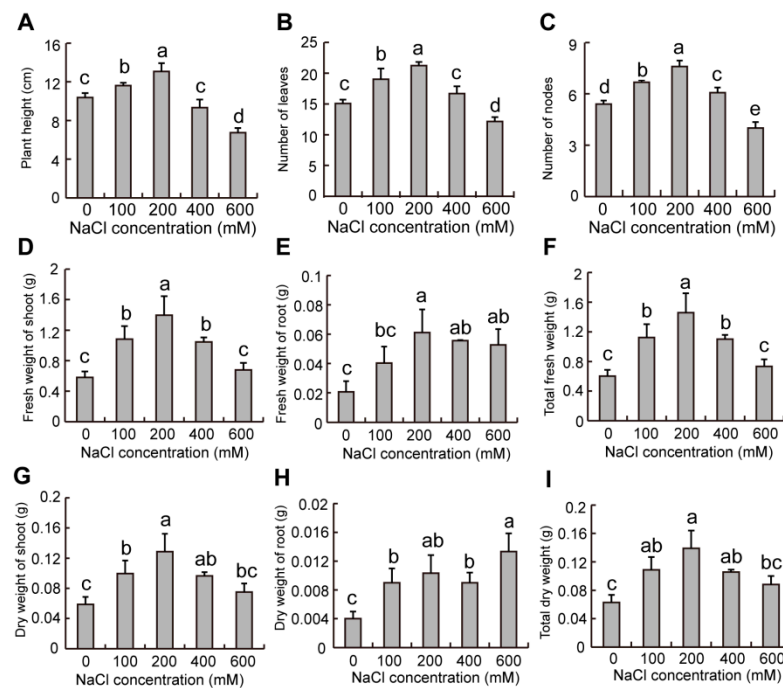 A
Plant height (cm)
16
12
8
4
0
c
b
a
c
d
0 100 200 400 600
NaCl concentration (mM)
B
Number of leaves
25
20
15
10
5
0
c
b
a
c
d
0 100 200 400 600
NaCl concentration (mM)
C
Number of nodes
9
6
3
0
d
b
a
c
e
0 100 200 400 600
NaCl concentration (mM)
D
Fresh weight of shoot (g)
2
1.6
1.2
0.8
0.4
0
c
b
a
b
c
0 100 200 400 600
NaCl concentration (mM)
E
Fresh weight of root (g)
0.1
0.08
0.06
0.04
0.02
0
c
bc
a
ab
ab
0 100 200 400 600
NaCl concentration (mM)
F
Total fresh weight (g)
2
1.6
1.2
0.8
0.4
0
c
b
a
b
c
0 100 200 400 600
NaCl concentration (mM)
G
Dry weight of shoot (g)
0.2
0.16
0.12
0.08
0.04
0
c
b
a
ab
bc
0 100 200 400 600
NaCl concentration (mM)
H
Dry weight of root (g)
0.02
0.016
0.012
0.008
0.004
0
c
b
ab
b
a
0 100 200 400 600
NaCl concentration (mM)
I
Total dry weight (g)
0.2
0.16
0.12
0.08
0.04
0
c
ab
a
ab
bc
0 100 200 400 600
NaCl concentration (mM)